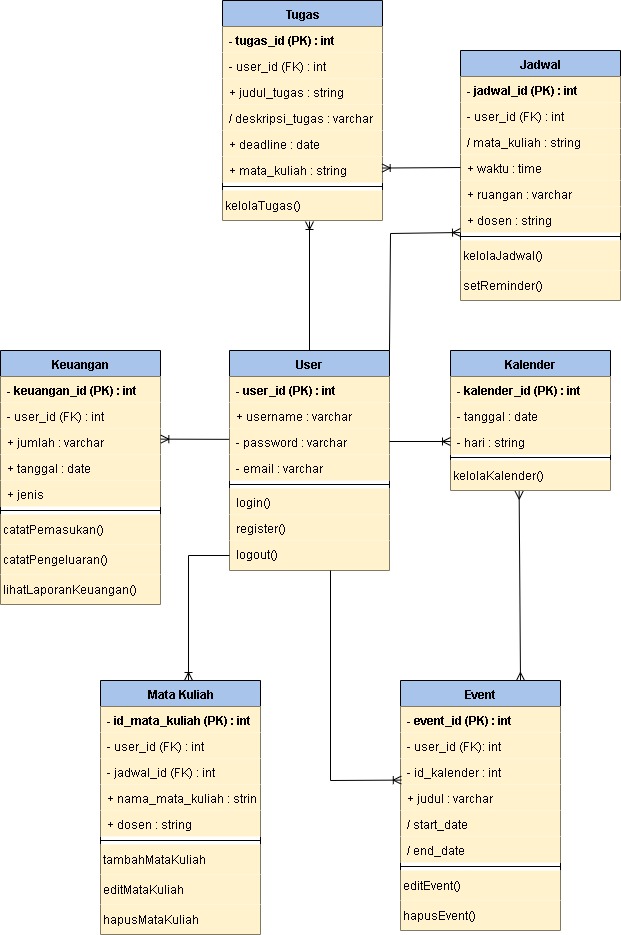 Tugas
- tugas_id (PK) : int
- user_id (FK) : int
+ judul_tugas : string
/ deskripsi_tugas : varchar
+ deadline : date
+ mata_kuliah : string
kelolaTugas()
Jadwal
- jadwal_id (PK) : int
- user_id (FK) : int
/ mata_kuliah : string
+ waktu : time
+ ruangan : varchar
+ dosen : string
kelolaJadwal()
setReminder()
Keuangan
- keuangan_id (PK) : int
- user_id (FK) : int
+ jumlah : varchar
+ tanggal : date
+ jenis
catatPemasukan()
catatPengeluaran()
lihatLaporanKeuangan()
User
- user_id (PK) : int
+ username : varchar
- password : varchar
- email : varchar
login()
register()
logout()
Kalender
- kalender_id (PK) : int
- tanggal : date
- hari : string
kelolaKalender()
Mata Kuliah
- id_mata_kuliah (PK) : int
- user_id (FK) : int
- jadwal_id (FK) : int
+ nama_mata_kuliah : strin
+ dosen : string
tambahMataKuliah
editMataKuliah
hapusMataKuliah
Event
- event_id (PK) : int
- user_id (FK): int
- id_kalender : int
+ judul : varchar
/ start_date
/ end_date
editEvent()
hapusEvent()